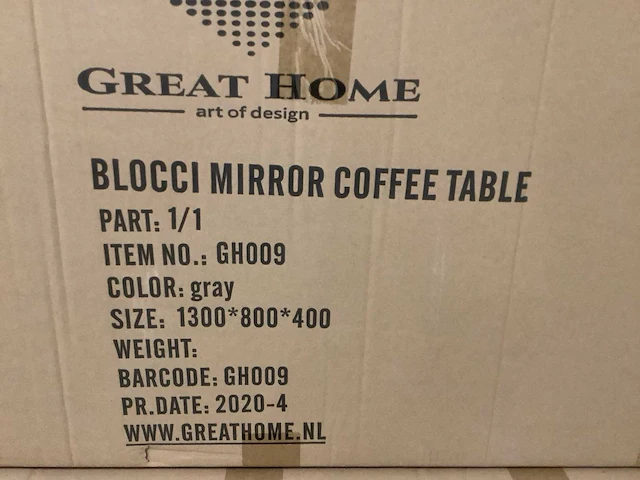 GREAT HOME
art of design
BLOCCI MIRROR COFFEE TABLE
PART: 1/1
ITEM NO.: GH009
COLOR: gray
SIZE: 1300*800*400
WEIGHT:
BARCODE: GH009
PR.DATE: 2020-4
WWW.GREATHOME.NL